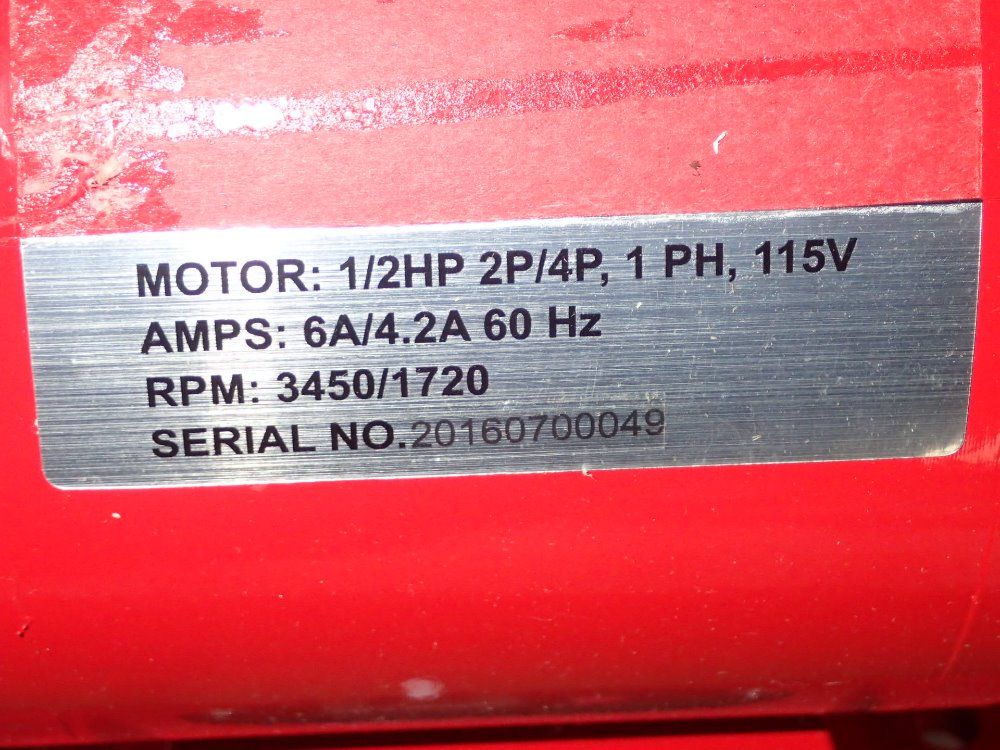 MOTOR: 1/2HP 2P/4P, 1 PH, 115V
AMPS: 6A/4.2A 60 Hz
RPM: 3450/1720
SERIAL NO.20160700049